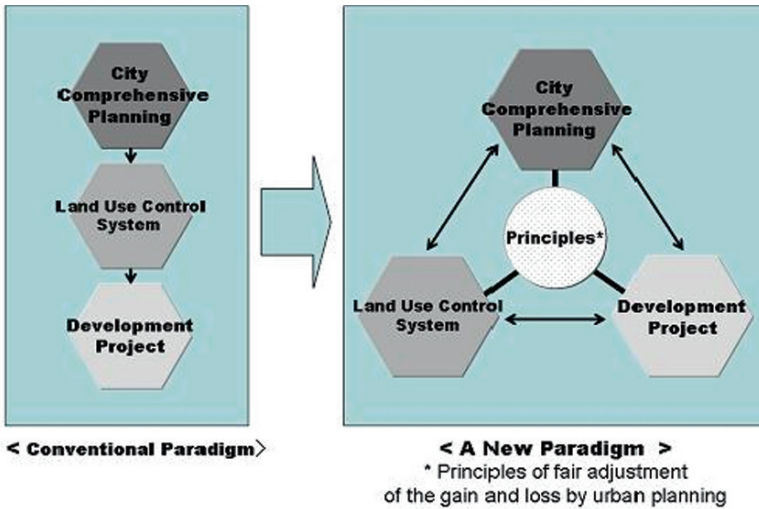 City
Comprehensive
Planning
Land Use Control
System
Development
Project
< Conventional Paradigm>
City
Comprehensive
Planning
Principles*
Land Use Control
System
Development
Project
< A New Paradigm >
* Principles of fair adjustment
of the gain and loss by urban planning